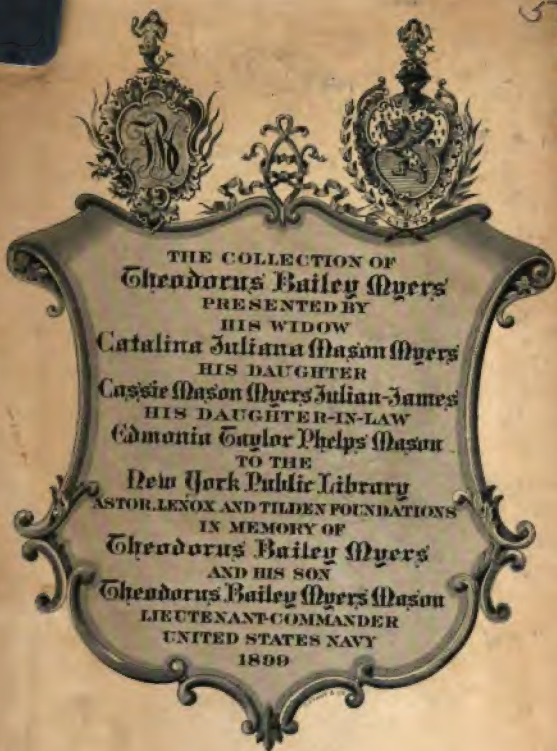 THE COLLECTION OF
Theodorus Bailey Myers
PRESENTED BY
HIS WIDOW
Catalina Juliana Mason Myers
HIS DAUGHTER
Cassie Mason Myers Julian-James
HIS DAUGHTER-IN-LAW
Edmonia Taylor Phelps Mason
TO THE
New York Public Library
ASTOR, LENOX AND TILDEN FOUNDATIONS
IN MEMORY OF
Theodorus Bailey Myers
AND HIS SON
Theodorus Bailey Myers Mason
LIEUTENANT-COMMANDER
UNITED STATES NAVY
1899